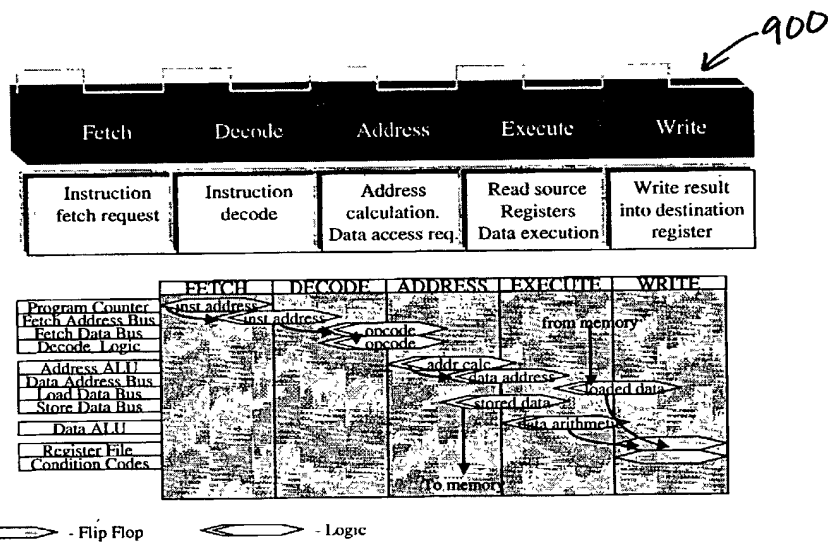 900
Fetch Decode Address Execute Write
Instruction
fetch request
Instruction
decode
Address
calculation.
Data access req.
Read source
Registers
Data execution
Write result
into destination
register
FETCH DECODE ADDRESS EXECUTE WRITE
Program Counter
Fetch Address Bus
Fetch Data Bus
Decode Logic
Address ALU
Data Address Bus
Load Data Bus
Store Data Bus
Data ALU
Register File
Condition Codes
inst address
inst address
opcode
opcode
from memory
addr calc
data address
loaded data
stored data
data arithmetic
To memory
- Flip Flop
- Logic